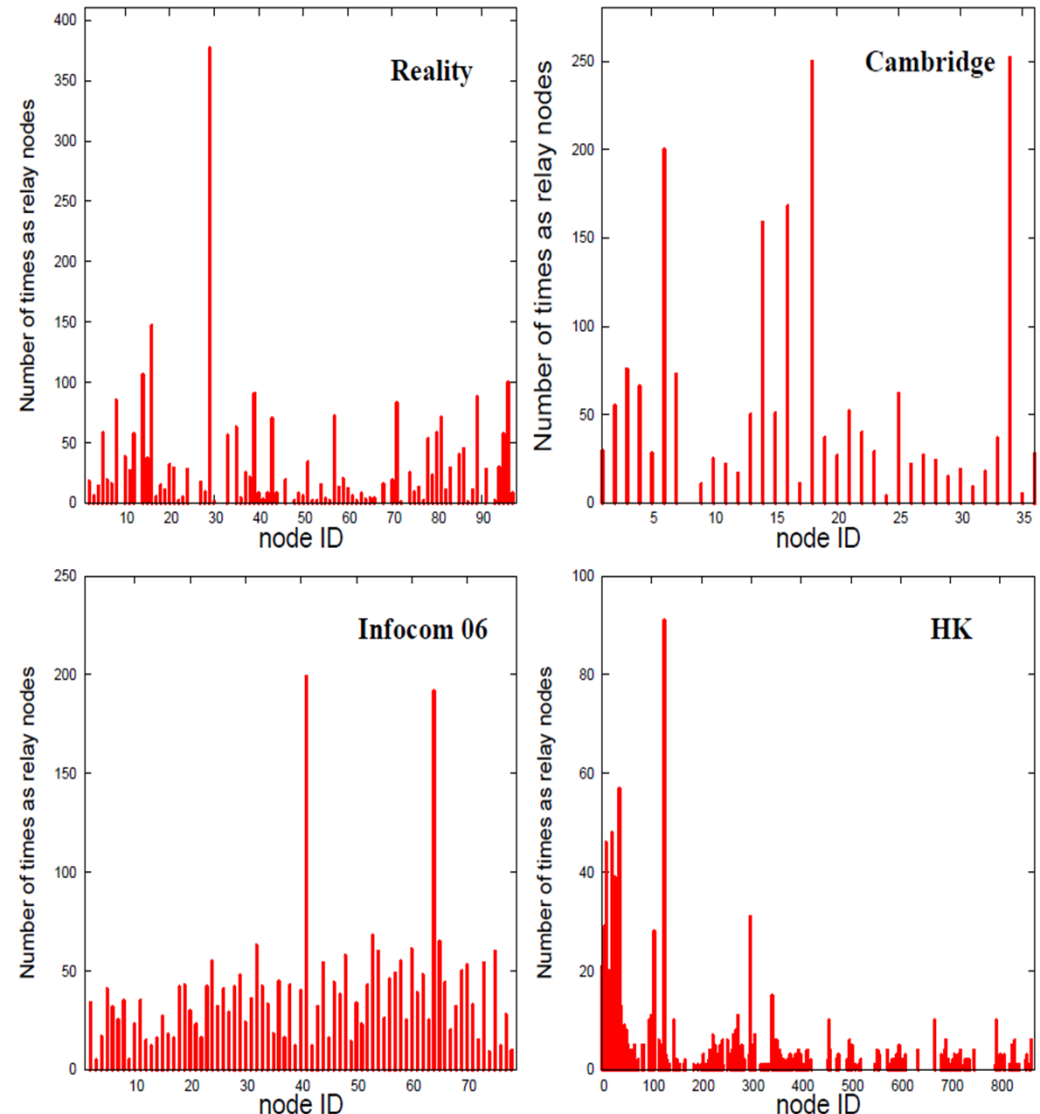 Reality
Number of times as relay nodes
400
350
300
250
200
150
100
50
0
10 20 30 40 50 60 70 80 90
node ID
Cambridge
Number of times as relay nodes
250
200
150
100
50
0
5 10 15 20 25 30 35
node ID
Infocom 06
Number of times as relay nodes
250
200
150
100
50
0
10 20 30 40 50 60 70
node ID
HK
Number of times as relay nodes
100
80
60
40
20
0
0 100 200 300 400 500 600 700 800
node ID